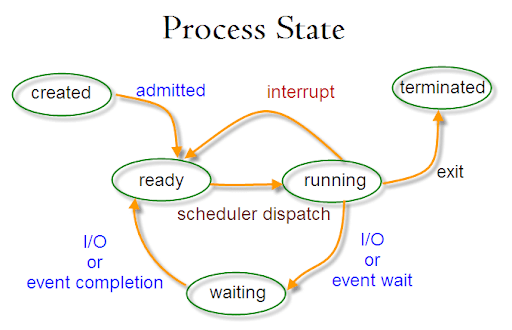 Process State
created
admitted
interrupt
terminated
ready
running
exit
scheduler dispatch
I/O
or
event completion
I/O
or
event wait
waiting